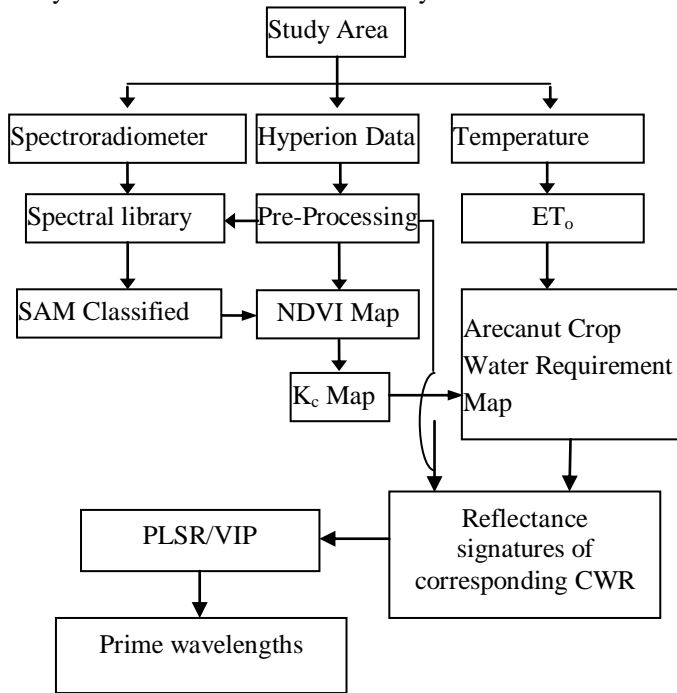 Study Area
Spectroradiometer
Hyperion Data
Temperature
Spectral library
Pre-Processing
ETₒ
SAM Classified
NDVI Map
Arecanut Crop
Water Requirement
Map
K꜀ Map
PLSR/VIP
Reflectance
signatures of
corresponding CWR
Prime wavelengths